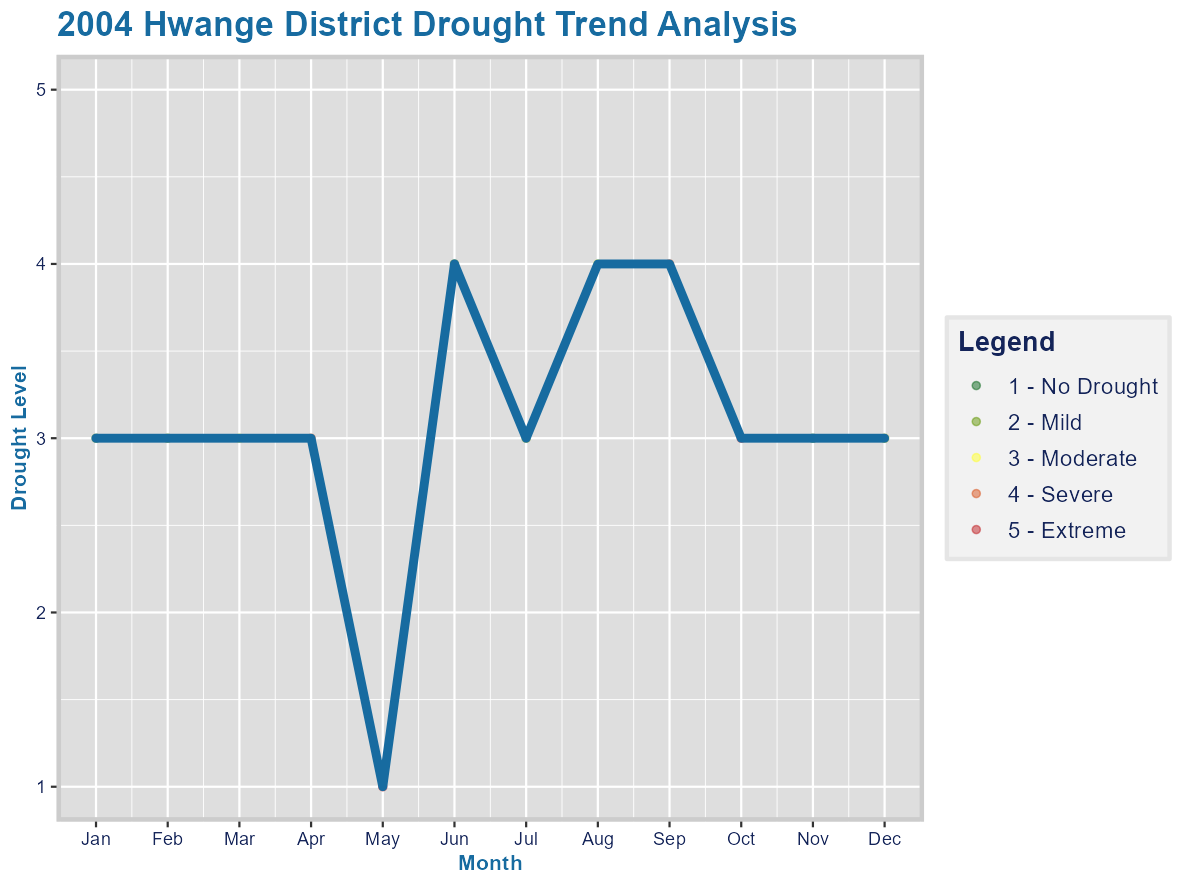 2004 Hwange District Drought Trend Analysis
Drought Level
5
4
3
2
1
Jan Feb Mar Apr May Jun Jul Aug Sep Oct Nov Dec
Month
Legend
1 - No Drought
2 - Mild
3 - Moderate
4 - Severe
5 - Extreme